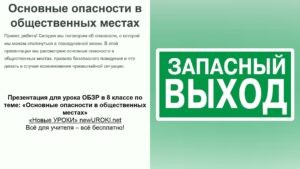 Основные опасности в
общественных местах
Привет, ребята! Сегодня мы поговорим об опасностях, с которой
мы можем столкнуться в повседневной жизни. В этой
презентации мы рассмотрим основные опасности в
общественных местах, правила безопасного поведения и что
делать в случае возникновения чрезвычайной ситуации.
Презентация для урока ОБЗР в 8 классе по
теме: «Основные опасности в общественных
местах»
«Новые УРОКИ» newUROKI.net
Всё для учителя – всё бесплатно!
ЗАПАСНЫЙ
ВЫХОД